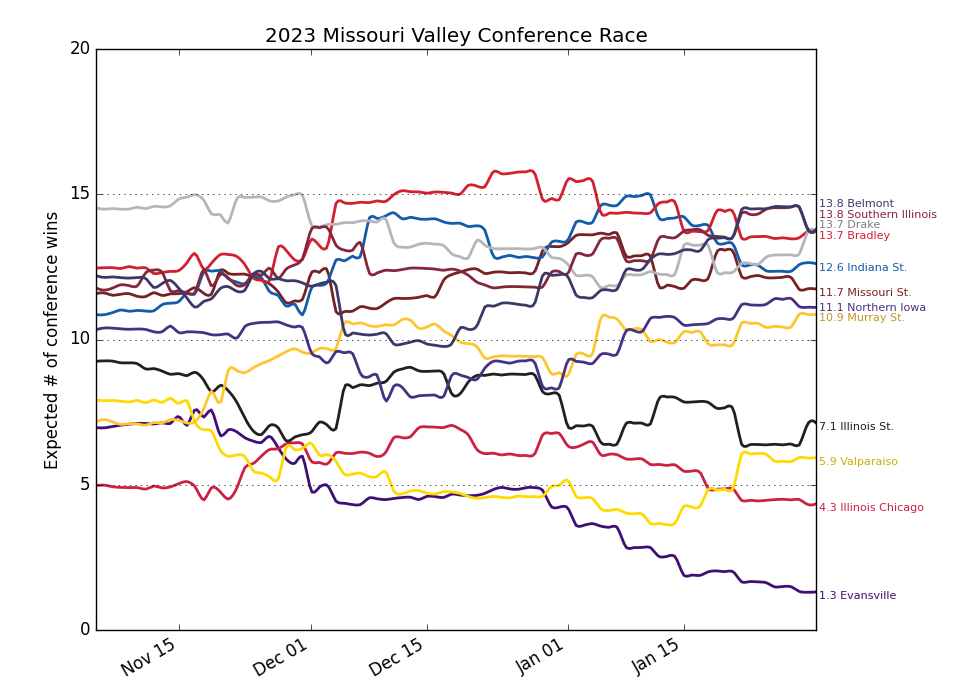 2023 Missouri Valley Conference Race
Expected # of conference wins
20
15
10
5
0
Nov 15
Dec 01
Dec 15
Jan 01
Jan 15
13.8 Belmont
13.8 Southern Illinois
13.7 Drake
13.7 Bradley
12.6 Indiana St.
11.7 Missouri St.
11.1 Northern Iowa
10.9 Murray St.
7.1 Illinois St.
5.9 Valparaiso
4.3 Illinois Chicago
1.3 Evansville